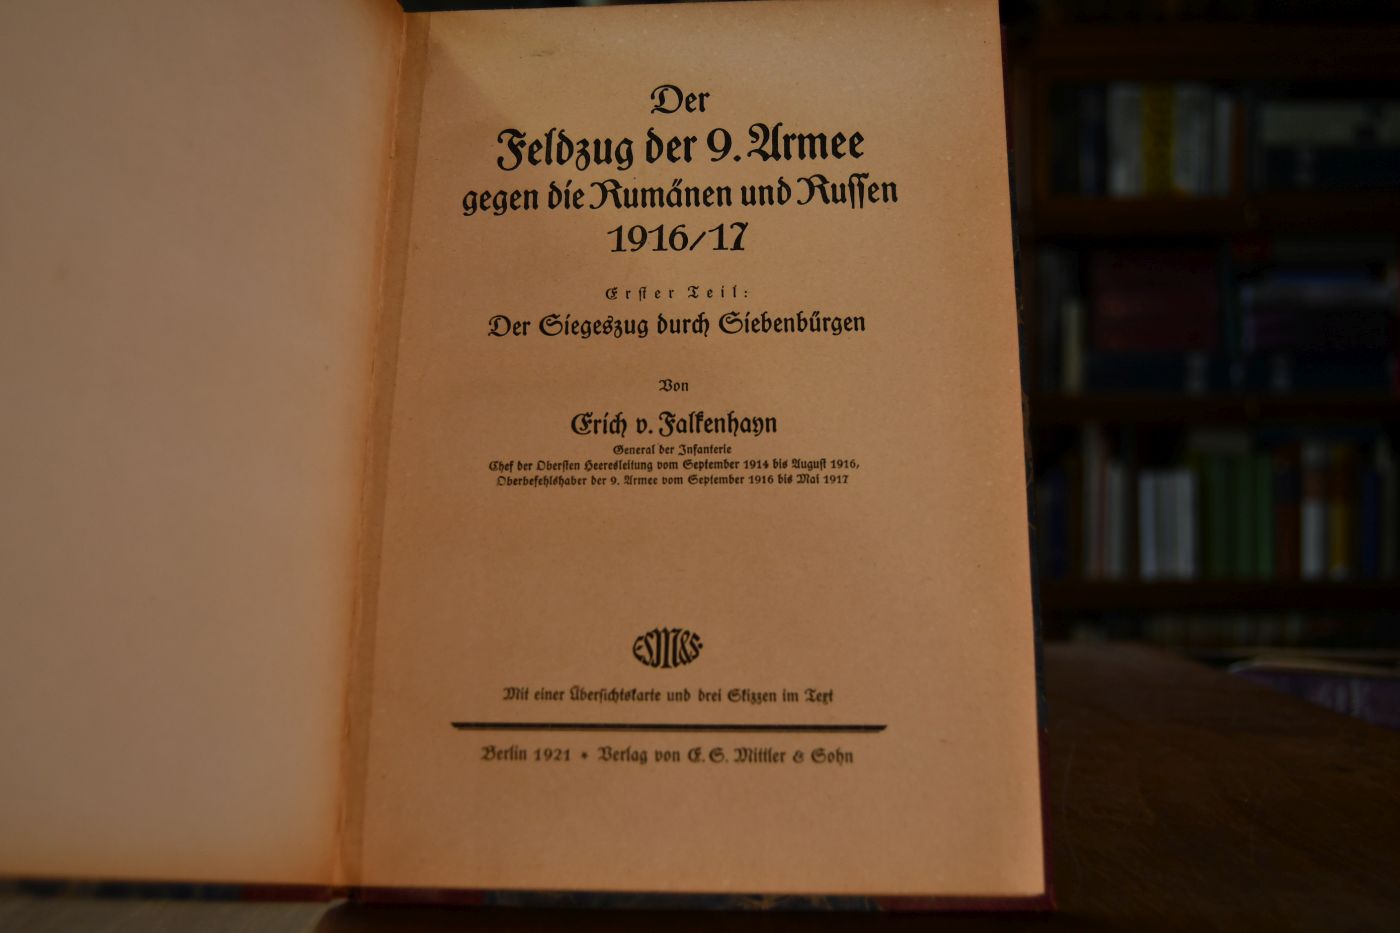 Der
Feldzug der 9. Armee
gegen die Rumänen und Russen
1916/17
Erster Teil:
Der Siegeszug durch Siebenbürgen
Von
Erich v. Falkenhayn
General der Infanterie
Chef der Obersten Heeresleitung vom September 1914 bis August 1916,
Oberbefehlshaber der 9. Armee vom September 1916 bis Mai 1917
ESM&S.
Mit einer Übersichtskarte und drei Skizzen im Text
Berlin 1921 * Verlag von E. S. Mittler & Sohn